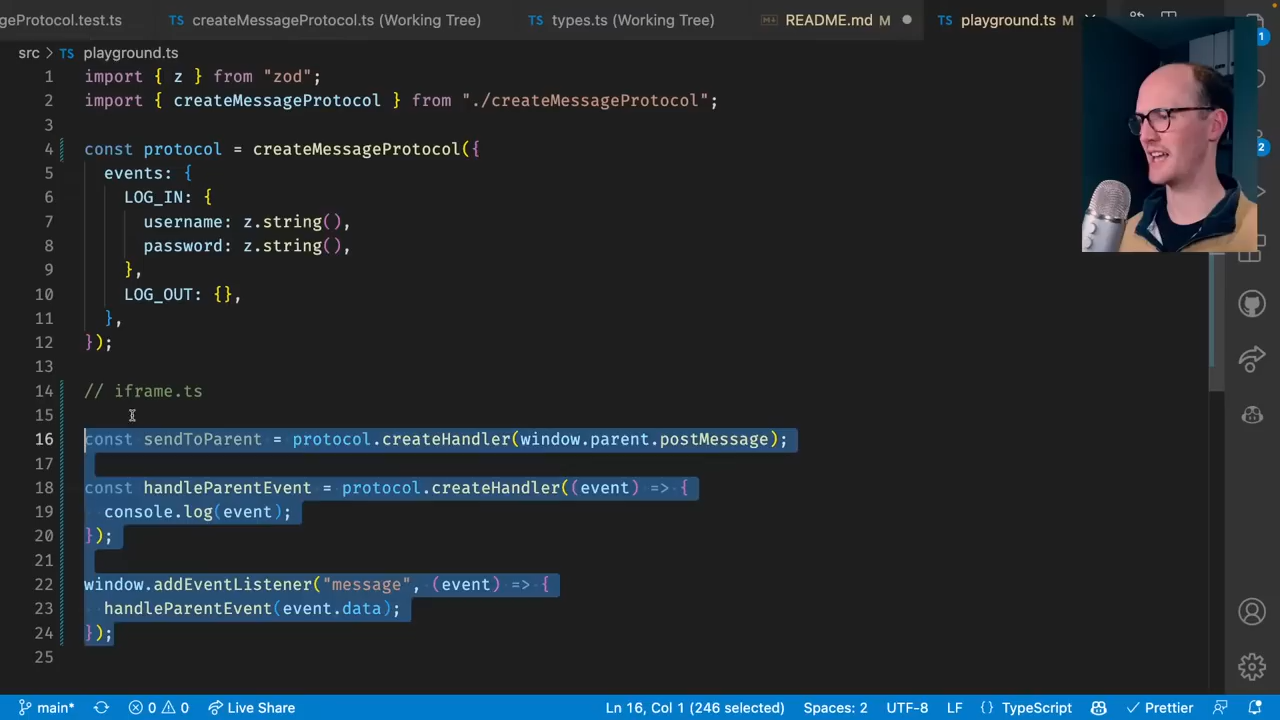 geProtocol.test.ts TS createMessageProtocol.ts (Working Tree) TS types.ts (Working Tree) README.md M TS playground.ts M
src > TS playground.ts
1 import { z } from "zod";
2 import { createMessageProtocol } from "./createMessageProtocol";
3
4 const protocol = createMessageProtocol({
5 events: {
6 LOG_IN: {
7 username: z.string(),
8 password: z.string(),
9 },
10 LOG_OUT: {},
11 },
12 });
13
14 // iframe.ts
15
16 const sendToParent = protocol.createHandler(window.parent.postMessage);
17
18 const handleParentEvent = protocol.createHandler((event) => {
19 console.log(event);
20 });
21
22 window.addEventListener("message", (event) => {
23 handleParentEvent(event.data);
24 });
25
1
2
main* 0 0 Live Share Ln 16, Col 1 (246 selected) Spaces: 2 UTF-8 LF {} TypeScript Prettier